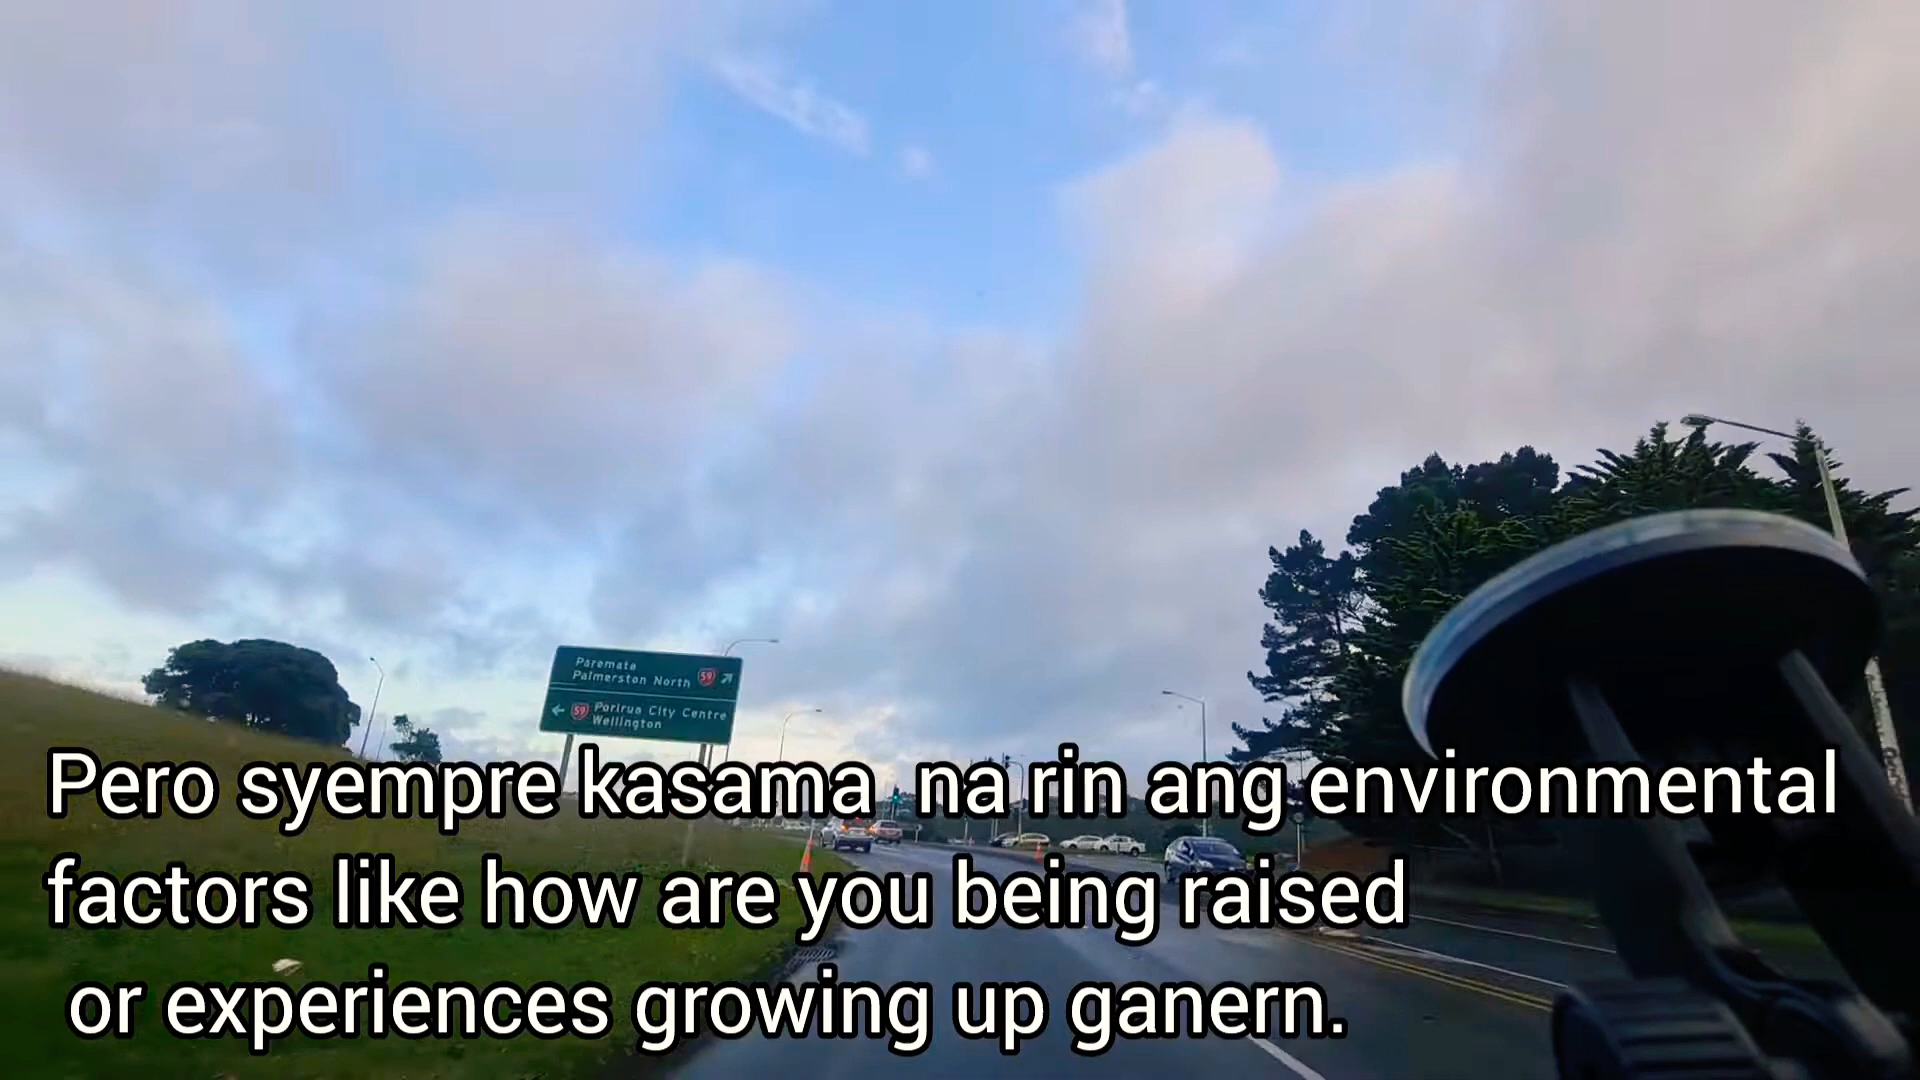 Paremata
Palmerston North 59
59 Porirua City Centre
Wellington
Pero syempre kasama na rin ang environmental
factors like how are you being raised
or experiences growing up ganern.